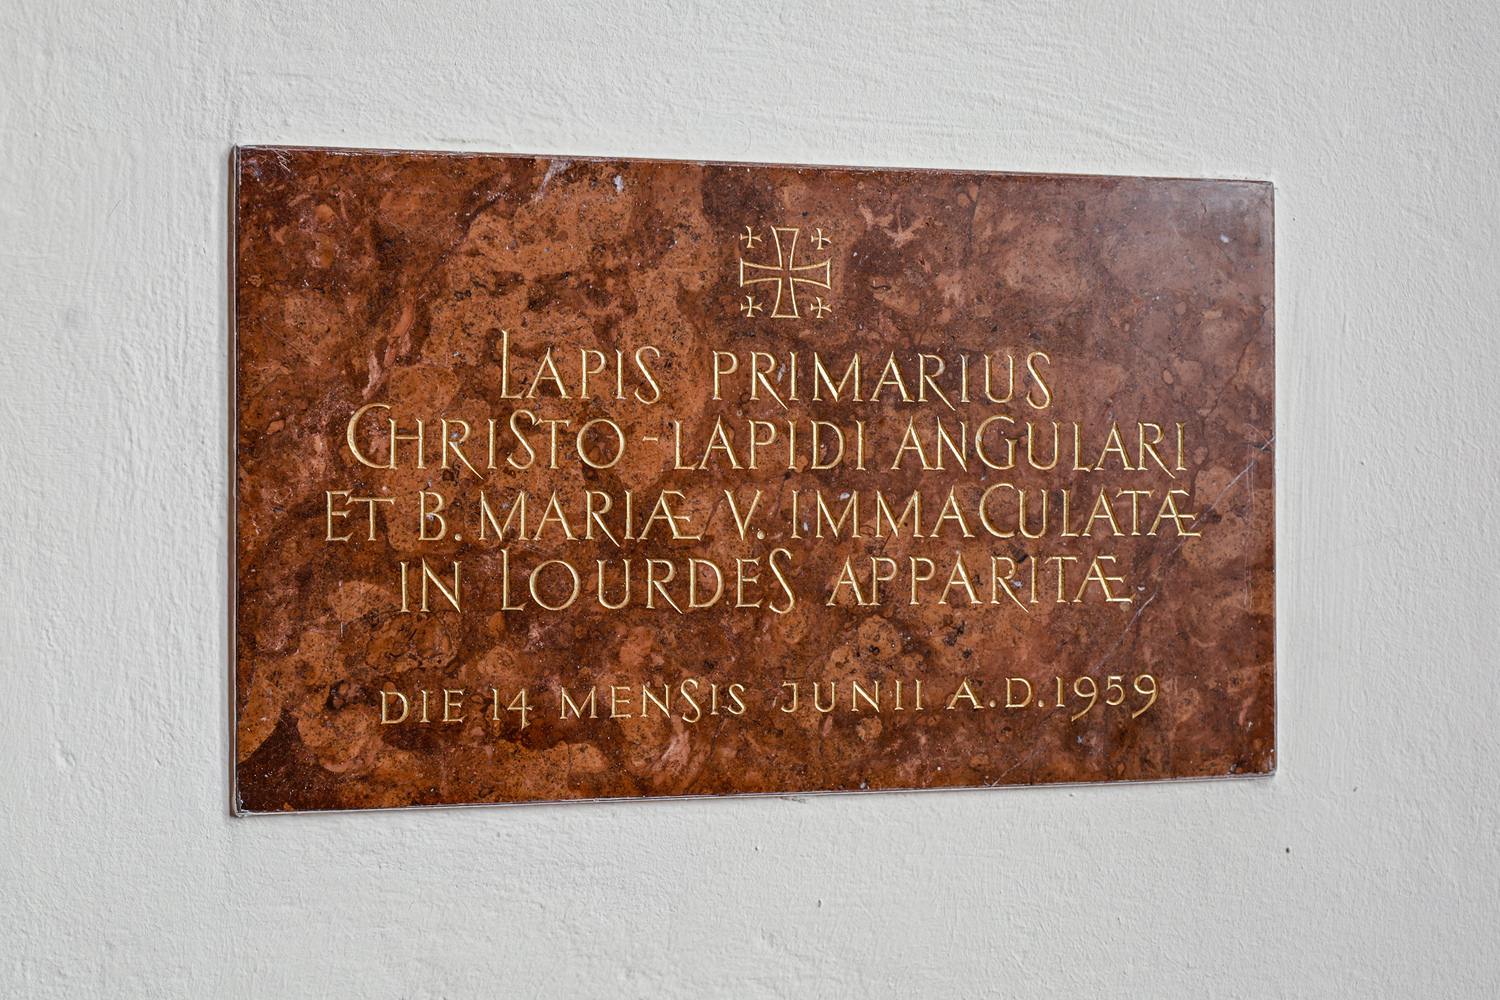 LAPIS PRIMARIUS
CHRISTO-LAPIDI ANGULARI
ET B. MARIÆ V. IMMACULATÆ
IN LOURDES APPARITÆ
DIE 14 MENSIS JUNII A.D.1959